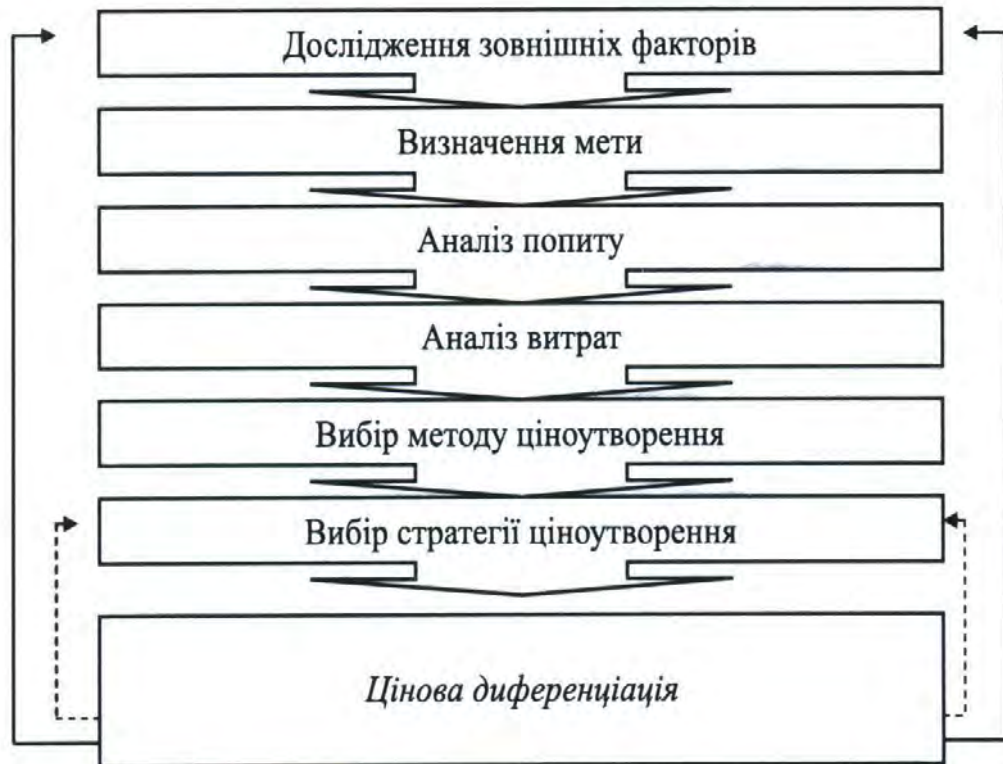 Дослідження зовнішніх факторів
Визначення мети
Аналіз попиту
Аналіз витрат
Вибір методу ціноутворення
Вибір стратегії ціноутворення
Цінова диференціація